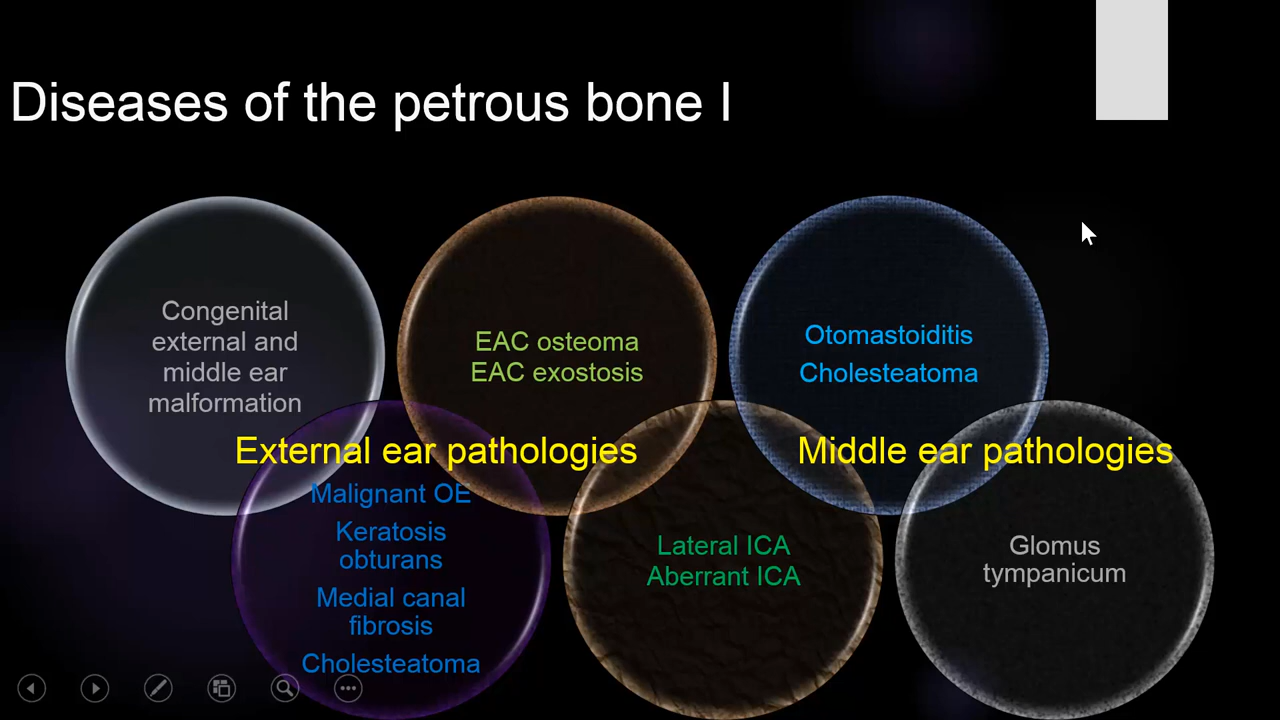 Diseases of the petrous bone I
Congenital
external and
middle ear
malformation
EAC osteoma
EAC exostosis
Otomastoiditis
Cholesteatoma
External ear pathologies
Middle ear pathologies
Malignant OE
Keratosis
obturans
Medial canal
fibrosis
Cholesteatoma
Lateral ICA
Aberrant ICA
Glomus
tympanicum